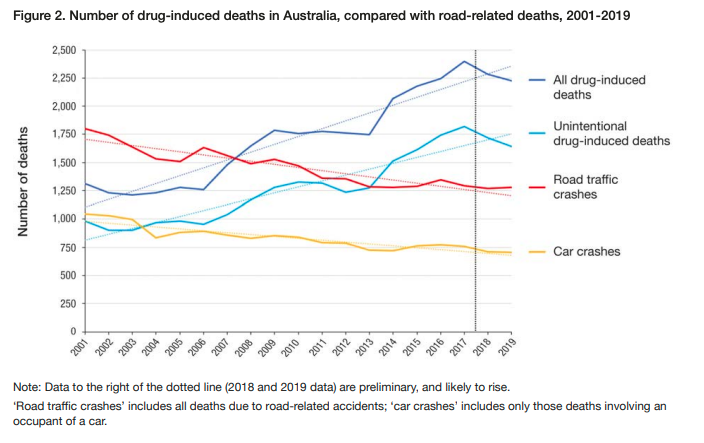 Figure 2. Number of drug-induced deaths in Australia, compared with road-related deaths, 2001-2019
Number of deaths
2,500
2,250
2,000
1,750
1,500
1,250
1,000
750
500
250
0
2001
2002
2003
2004
2005
2006
2007
2008
2009
2010
2011
2012
2013
2014
2015
2016
2017
2018
2019
All drug-induced
deaths
Unintentional
drug-induced deaths
Road traffic
crashes
Car crashes
Note: Data to the right of the dotted line (2018 and 2019 data) are preliminary, and likely to rise.
‘Road traffic crashes’ includes all deaths due to road-related accidents; ‘car crashes’ includes only those deaths involving an
occupant of a car.